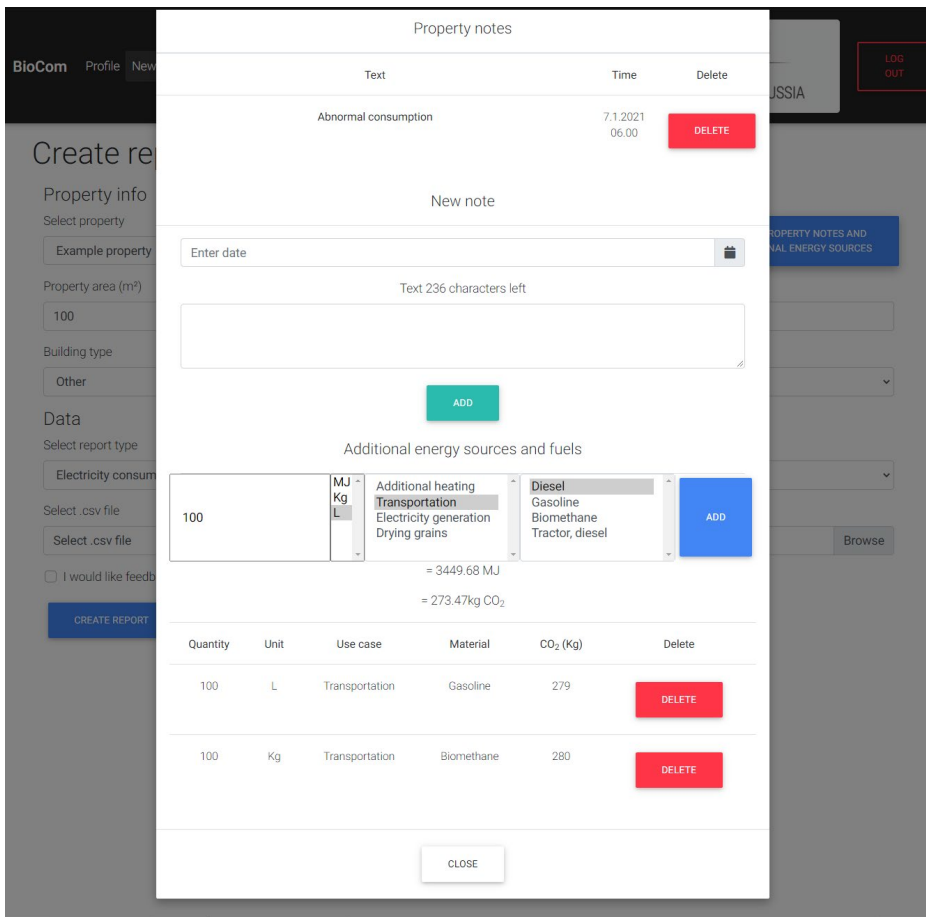 Property notes
BioCom Profile New
LOG
OUT
USSIA
Text Time Delete
Abnormal consumption 7.1.2021
06.00
DELETE
Create re
Property info
New note
Select property
Example property
Enter date
ROPERTY NOTES AND
NAL ENERGY SOURCES
Property area (m²)
Text 236 characters left
100
Building type
Other
ADD
Data
Select report type
Additional energy sources and fuels
Electricity consum
100
MJ
Kg
L
Additional heating
Transportation
Electricity generation
Drying grains
Diesel
Gasoline
Biomethane
Tractor, diesel
ADD
Select .csv file
Select .csv file
Browse
= 3449.68 MJ
I would like feedb
= 273.47kg CO₂
CREATE REPORT
Quantity Unit Use case Material CO₂ (Kg) Delete
100 L Transportation Gasoline 279 DELETE
100 Kg Transportation Biomethane 280 DELETE
CLOSE